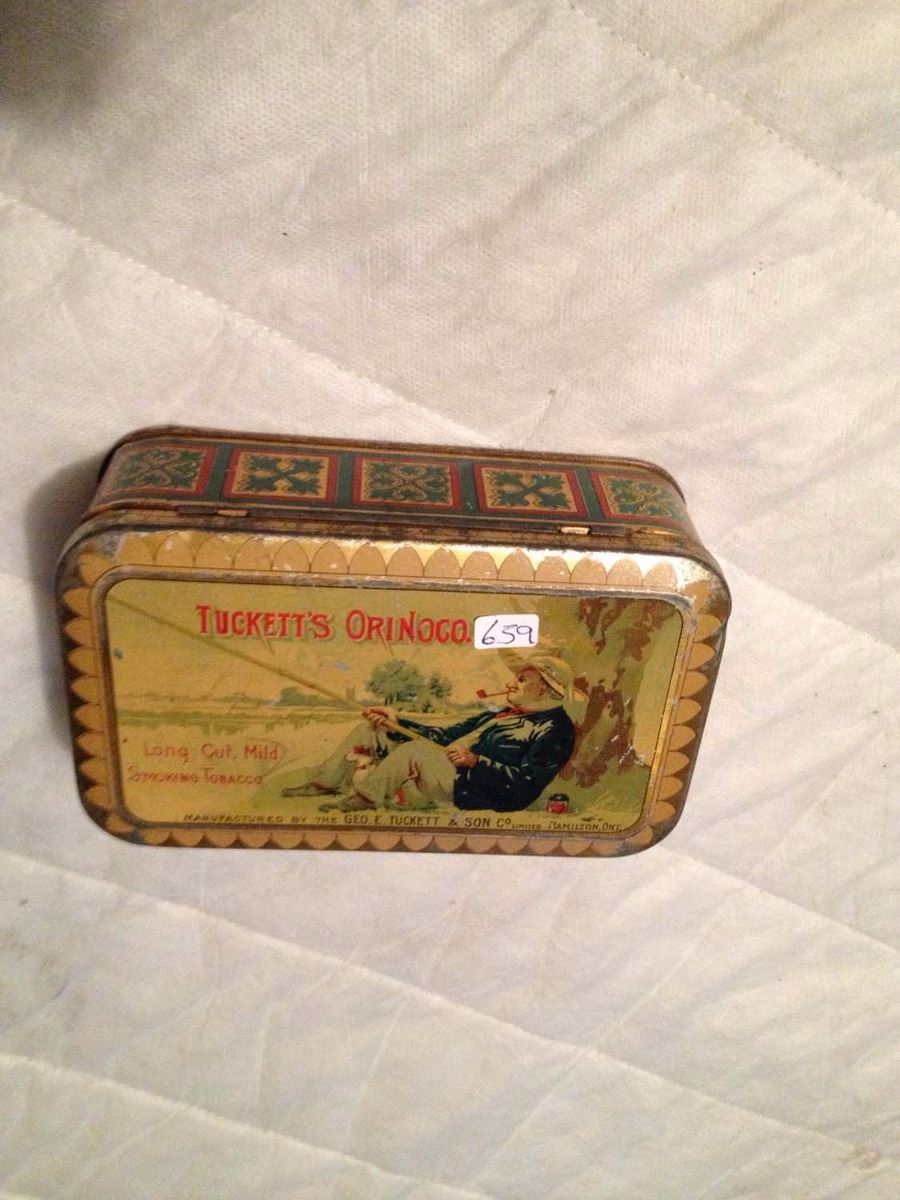 TUCKETT'S ORINOCO.
659
Long Cut, Mild
SMOKING TOBACCO
MANUFACTURED BY THE GEO. E. TUCKETT & SON CO. LIMITED HAMILTON, ONT.